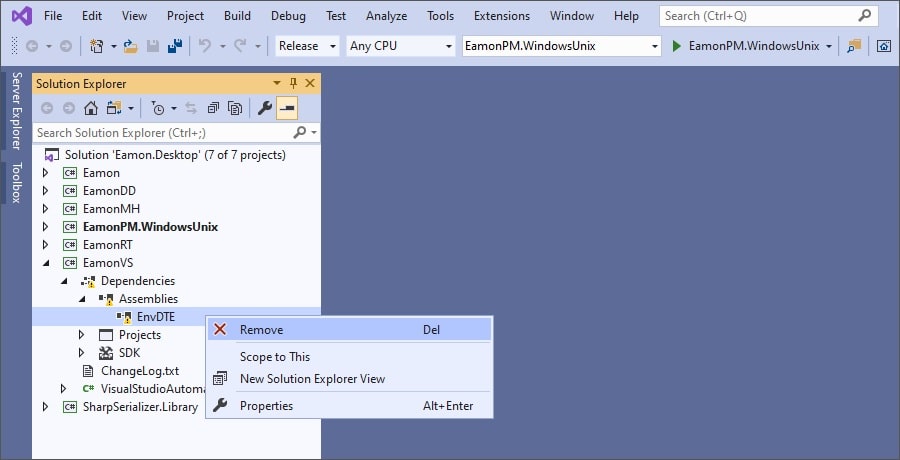 File Edit View Project Build Debug Test Analyze Tools Extensions Window Help Search (Ctrl+Q)
Release Any CPU EamonPM.WindowsUnix EamonPM.WindowsUnix
Server Explorer
Toolbox
Solution Explorer
Search Solution Explorer (Ctrl+;)
Solution 'Eamon.Desktop' (7 of 7 projects)
C# Eamon
C# EamonDD
C# EamonMH
C# EamonPM.WindowsUnix
C# EamonRT
C# EamonVS
Dependencies
Assemblies
EnvDTE
Projects
SDK
ChangeLog.txt
C# VisualStudioAutoma
C# SharpSerializer.Library
Remove Del
Scope to This
New Solution Explorer View
Properties Alt+Enter